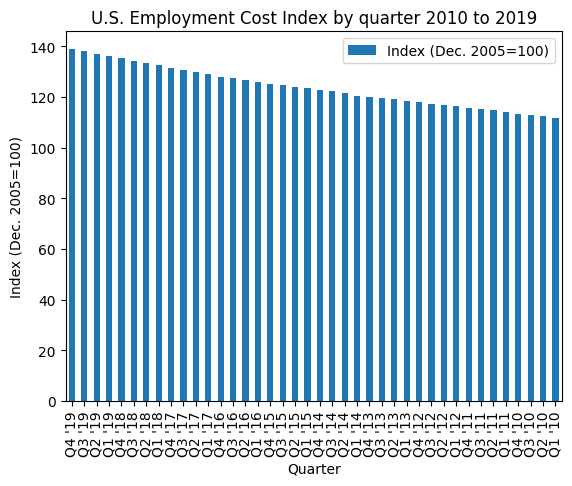 U.S. Employment Cost Index by quarter 2010 to 2019
Index (Dec. 2005=100)
Index (Dec. 2005=100)
140
120
100
80
60
40
20
0
Q4 '19
Q3 '19
Q2 '19
Q1 '19
Q4 '18
Q3 '18
Q2 '18
Q1 '18
Q4 '17
Q3 '17
Q2 '17
Q1 '17
Q4 '16
Q3 '16
Q2 '16
Q1 '16
Q4 '15
Q3 '15
Q2 '15
Q1 '15
Q4 '14
Q3 '14
Q2 '14
Q1 '14
Q4 '13
Q3 '13
Q2 '13
Q1 '13
Q4 '12
Q3 '12
Q2 '12
Q1 '12
Q4 '11
Q3 '11
Q2 '11
Q1 '11
Q4 '10
Q3 '10
Q2 '10
Q1 '10
Quarter